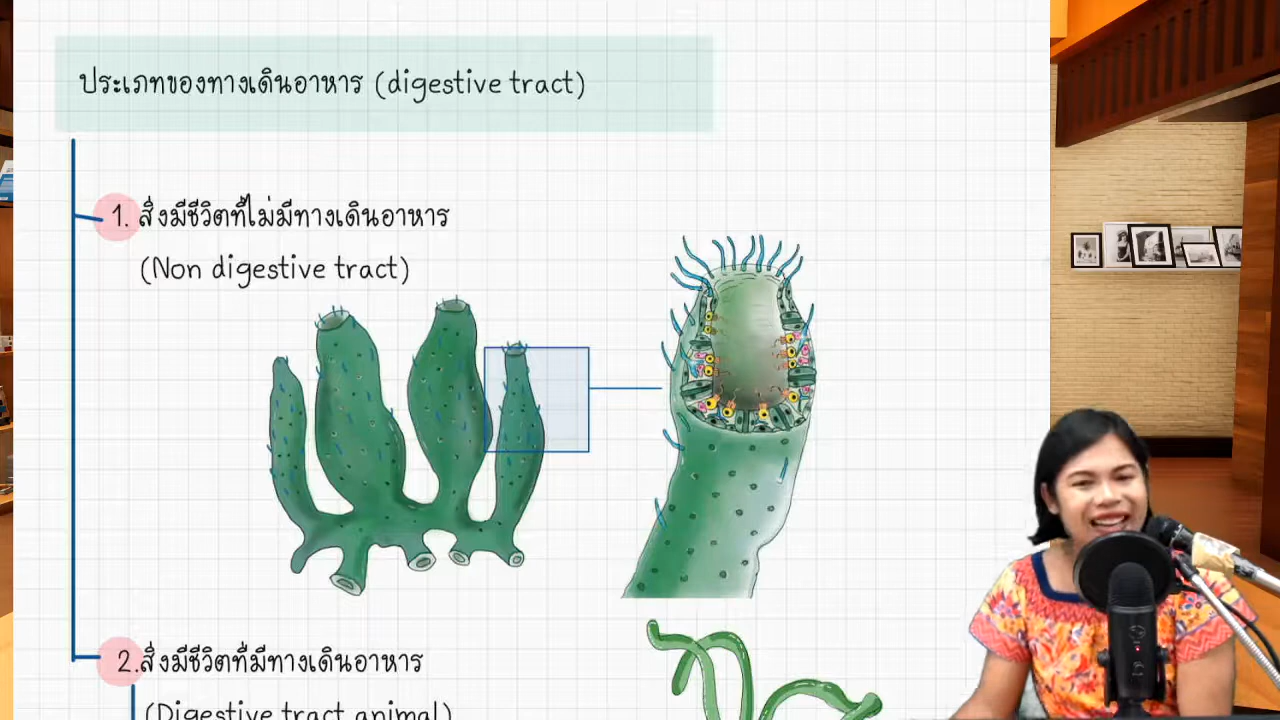 ประเภทของทางเดินอาหาร (digestive tract)
1. สิ่งมีชีวิตที่ไม่มีทางเดินอาหาร
(Non digestive tract)
2.สิ่งมีชีวิตที่มีทางเดินอาหาร
(Digestive tract animal)